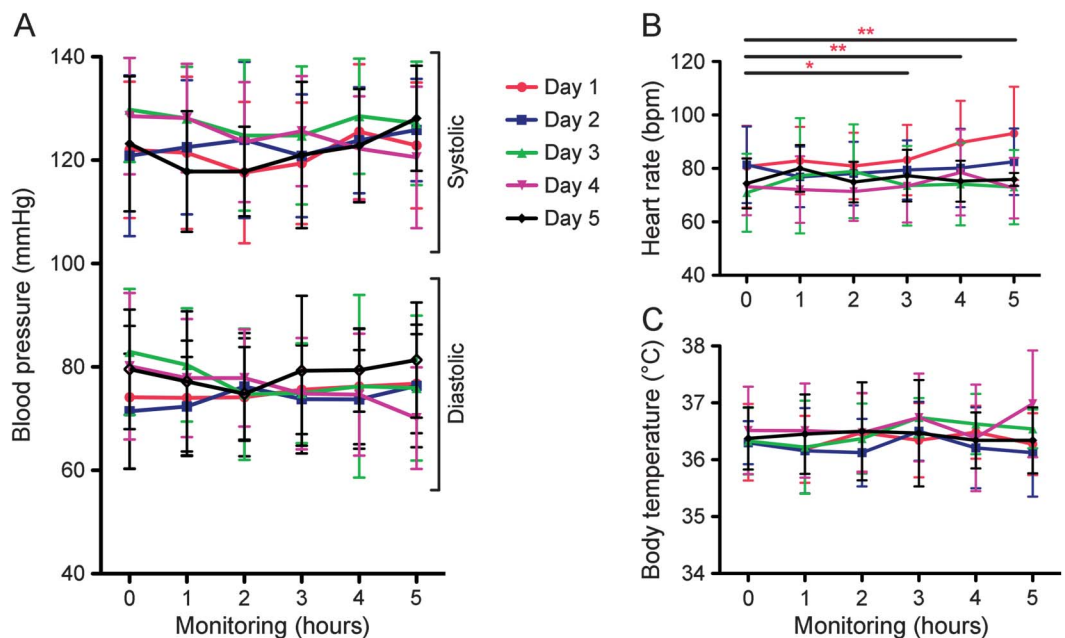 A
140
120
100
80
60
40
Blood pressure (mmHg)
0 1 2 3 4 5
Monitoring (hours)
Systolic
Diastolic
Day 1
Day 2
Day 3
Day 4
Day 5
B
**
**
*
120
100
80
60
40
Heart rate (bpm)
0 1 2 3 4 5
C
38
37
36
35
34
Body temperature (°C)
0 1 2 3 4 5
Monitoring (hours)